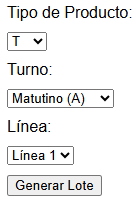 Tipo de Producto:
T
Turno:
Matutino (A)
Línea:
Línea 1
Generar Lote